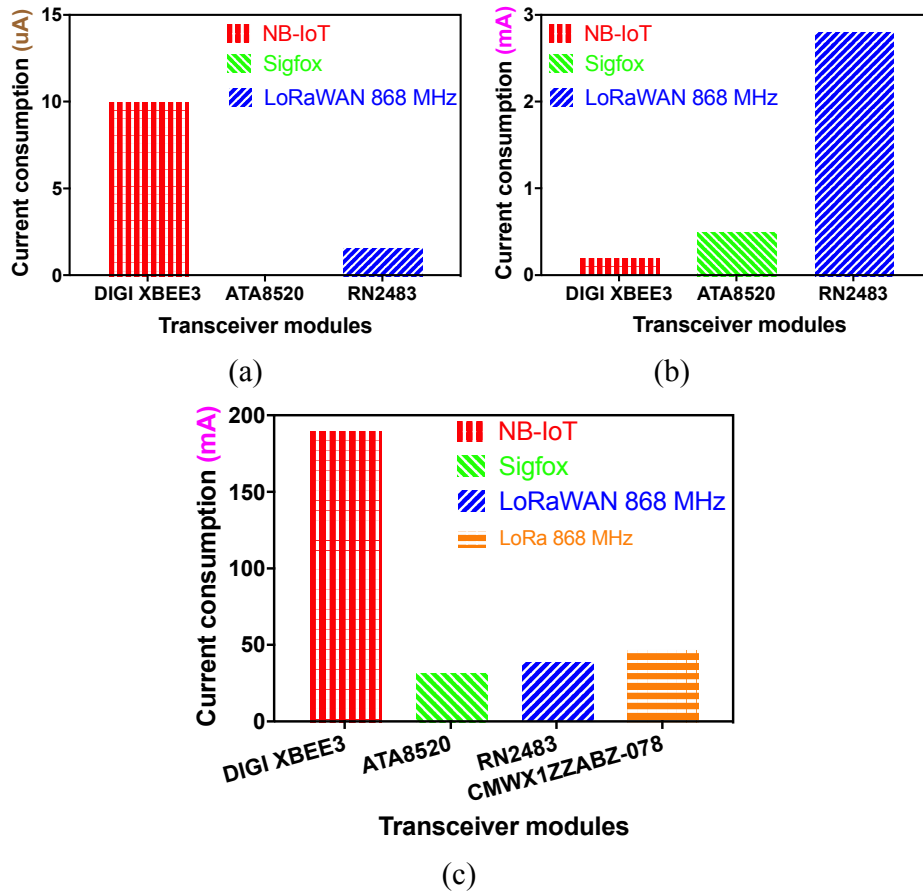 Current consumption (uA)
15
10
5
0
NB-IoT
Sigfox
LoRaWAN 868 MHz
DIGI XBEE3 ATA8520 RN2483
Transceiver modules
(a)
Current consumption (mA)
3
2
1
0
NB-IoT
Sigfox
LoRaWAN 868 MHz
DIGI XBEE3 ATA8520 RN2483
Transceiver modules
(b)
Current consumption (mA)
200
150
100
50
0
NB-IoT
Sigfox
LoRaWAN 868 MHz
LoRa 868 MHz
DIGI XBEE3
ATA8520
RN2483
CMWX1ZZABZ-078
Transceiver modules
(c)